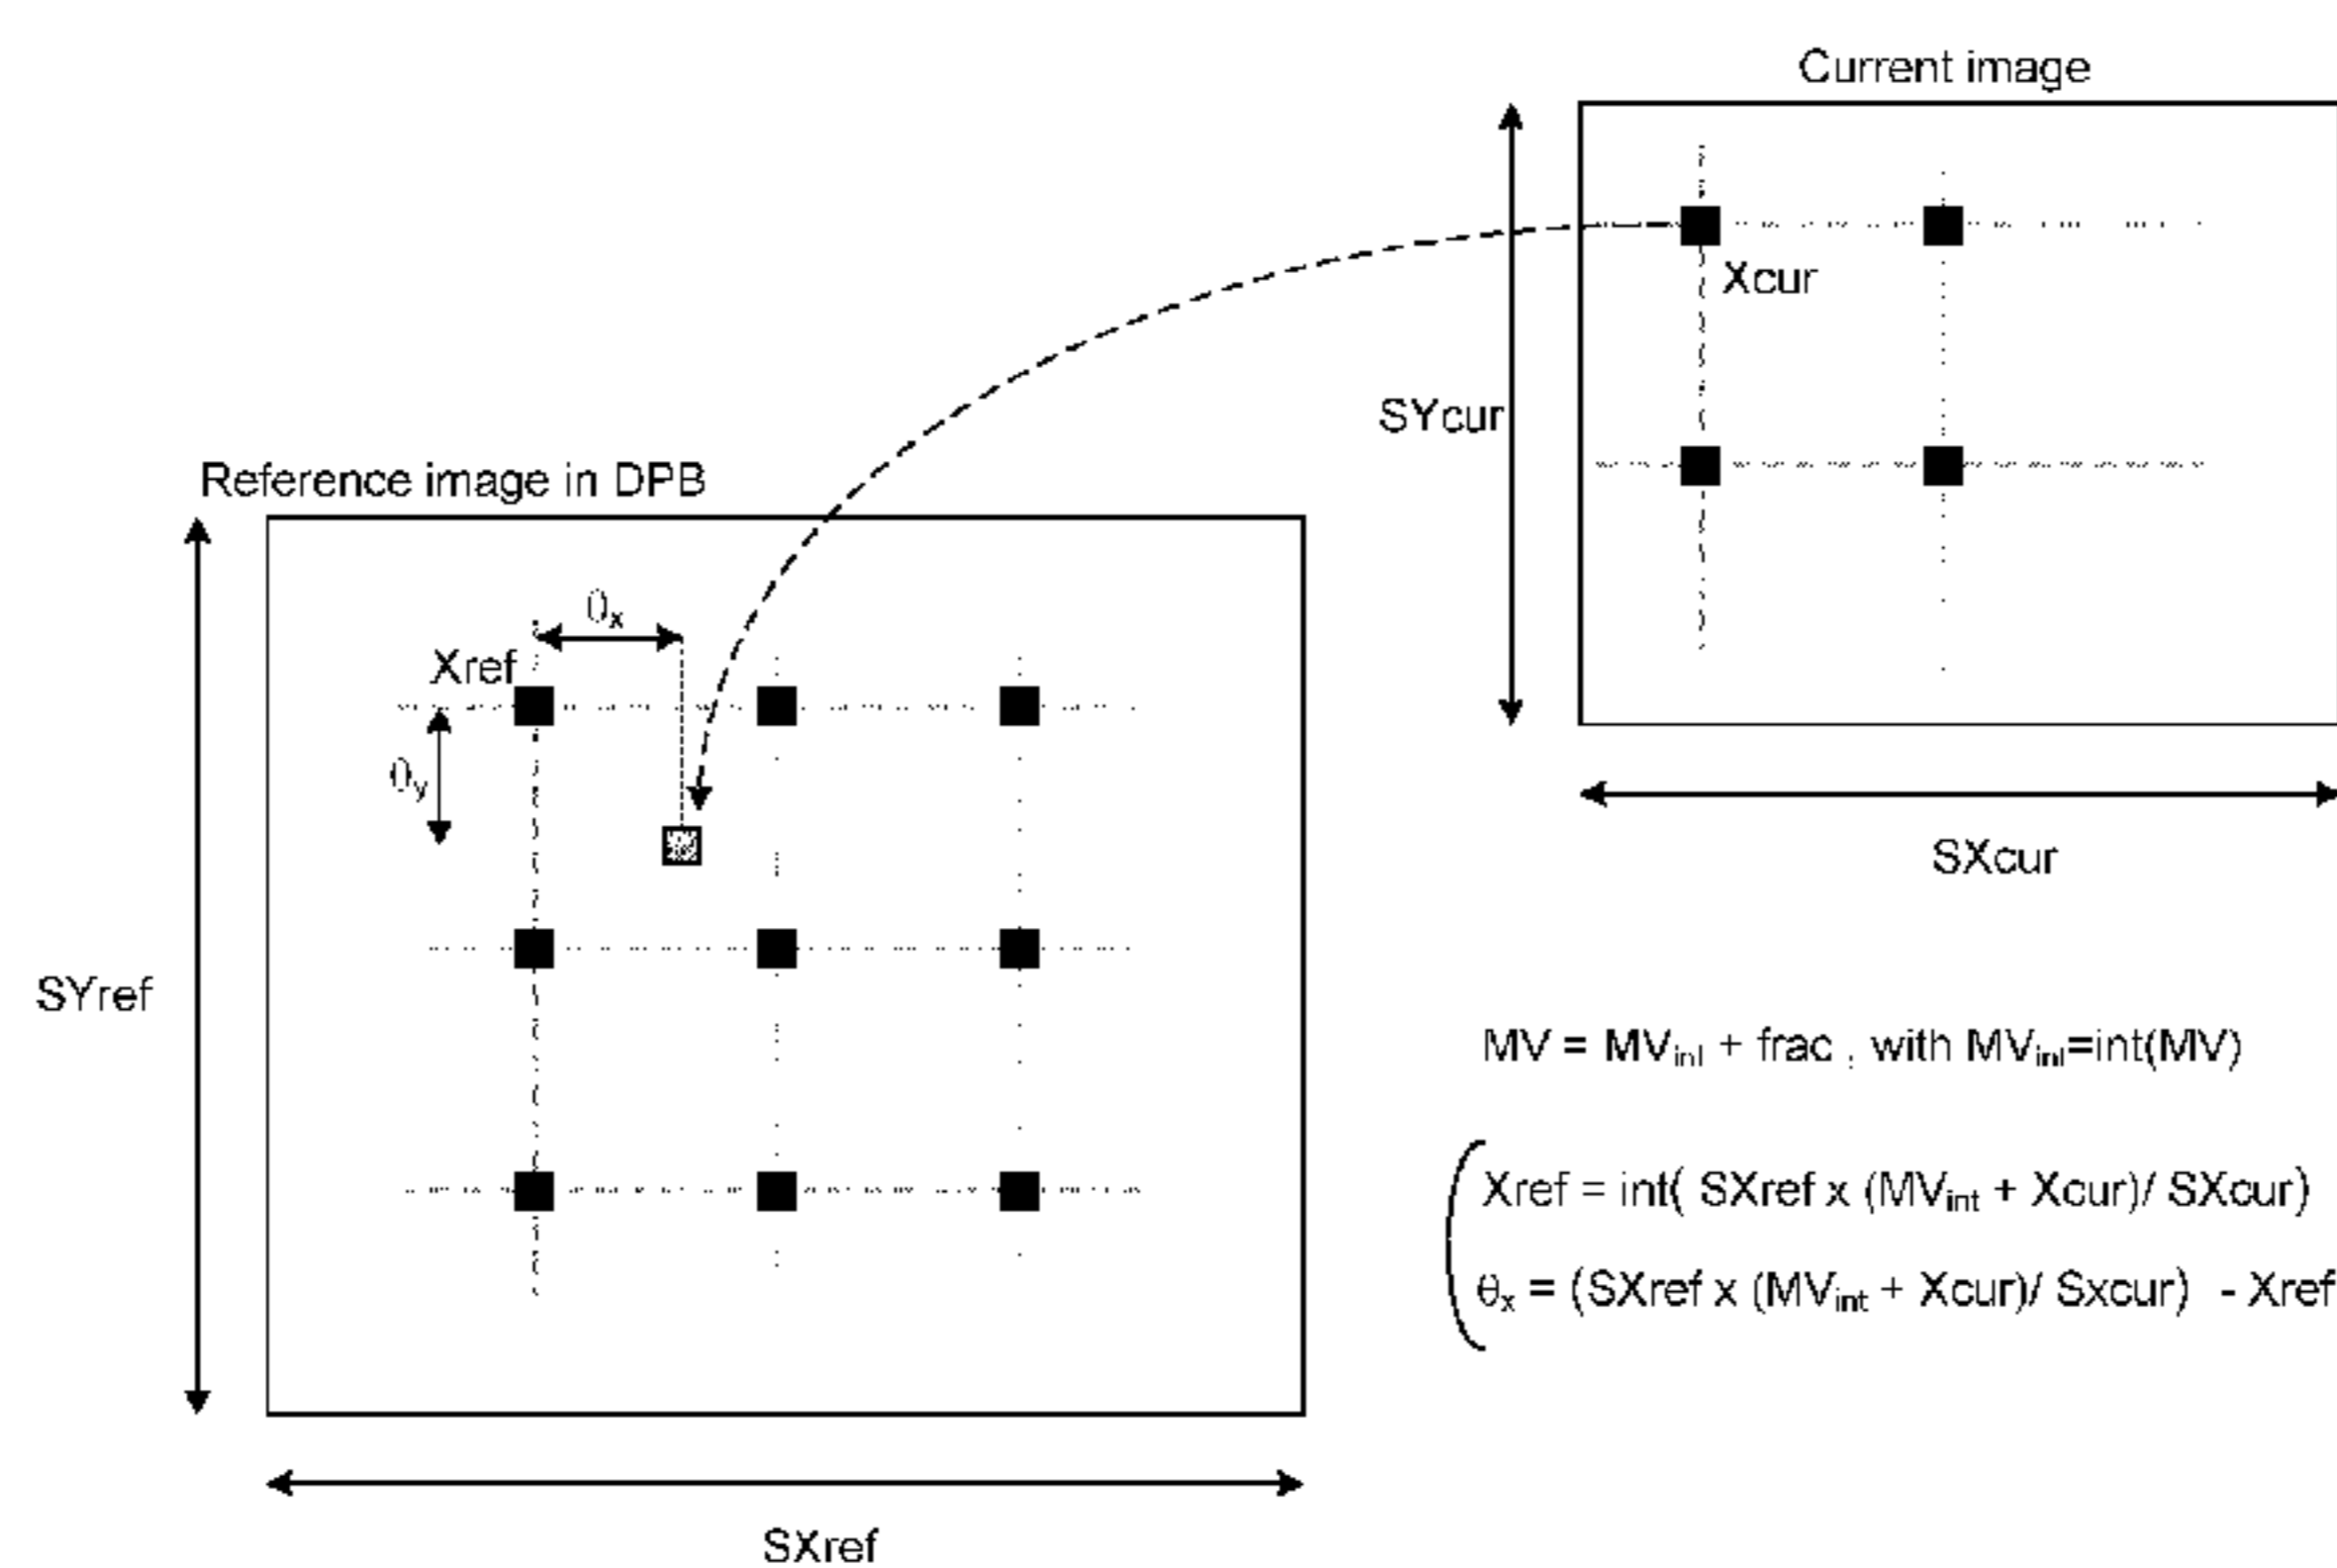 Current image
Xcur
SYcur
SXcur
Reference image in DPB
θx
Xref
θy
SYref
SXref
MV = MVint + frac , with MVint=int(MV)
Xref = int( SXref x (MVint + Xcur)/ SXcur)
θx = (SXref x (MVint + Xcur)/ Sxcur) - Xref